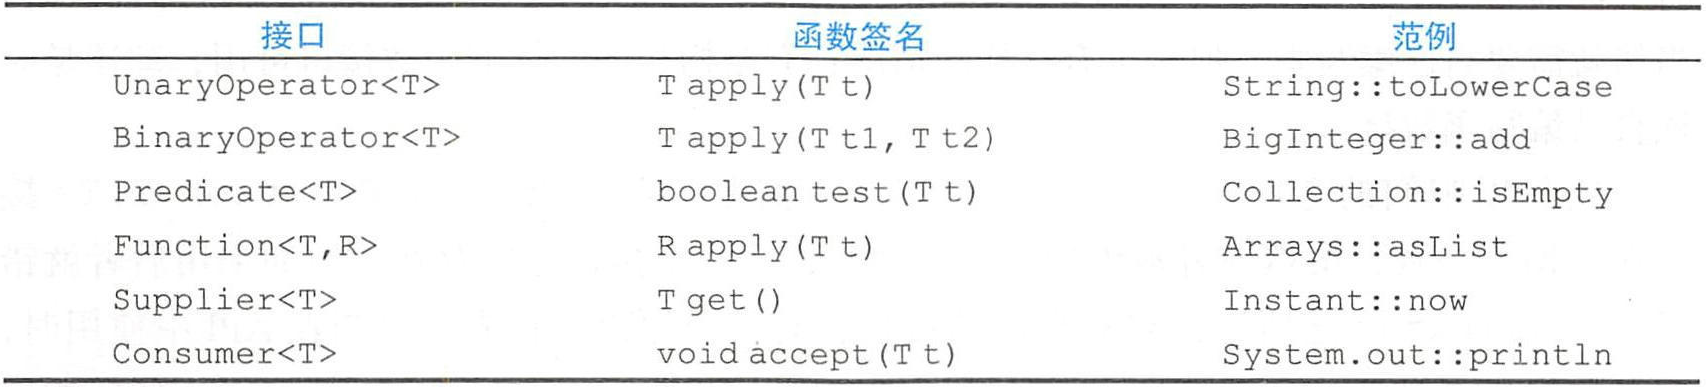 接口 函数签名 范例
UnaryOperator<T> T apply(T t) String::toLowerCase
BinaryOperator<T> T apply(T t1, T t2) BigInteger::add
Predicate<T> boolean test(T t) Collection::isEmpty
Function<T,R> R apply(T t) Arrays::asList
Supplier<T> T get() Instant::now
Consumer<T> void accept(T t) System.out::println